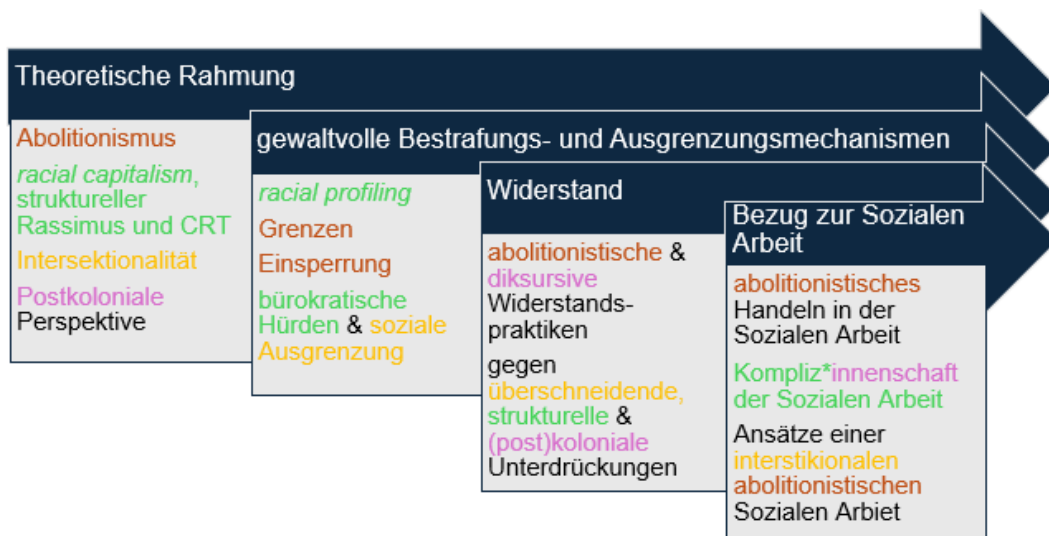 Theoretische Rahmung
Abolitionismus
racial capitalism,
struktureller
Rassimus und CRT
Intersektionalität
Postkoloniale
Perspektive
gewaltvolle Bestrafungs- und Ausgrenzungsmechanismen
racial profiling
Grenzen
Einsperrung
bürokratische
Hürden & soziale
Ausgrenzung
Widerstand
abolitionistische &
diksursive
Widerstands-
praktiken
gegen
überschneidende,
strukturelle &
(post)koloniale
Unterdrückungen
Bezug zur Sozialen
Arbeit
abolitionistisches
Handeln in der
Sozialen Arbeit
Kompliz*innenschaft
der Sozialen Arbeit
Ansätze einer
interstikionalen
abolitionistischen
Sozialen Arbiet